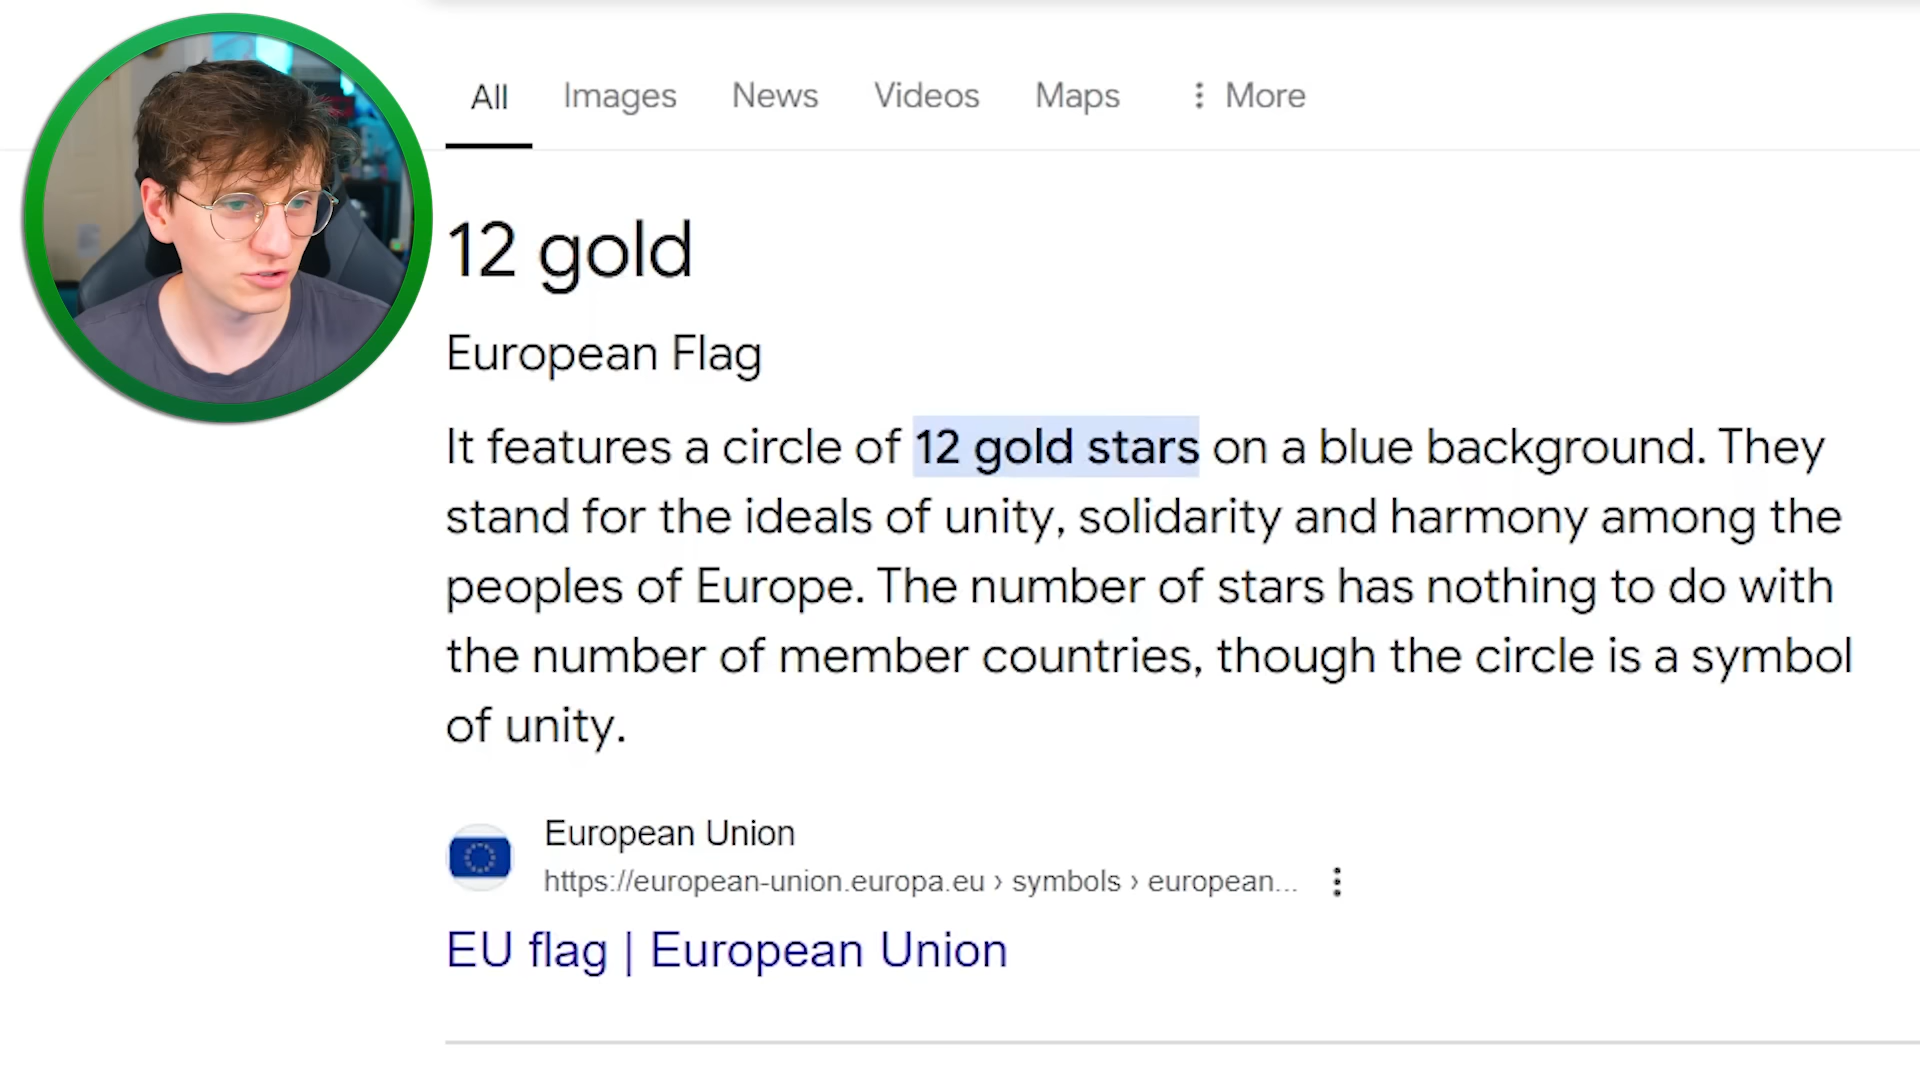 All Images News Videos Maps More
12 gold
European Flag
It features a circle of 12 gold stars on a blue background. They
stand for the ideals of unity, solidarity and harmony among the
peoples of Europe. The number of stars has nothing to do with
the number of member countries, though the circle is a symbol
of unity.
European Union
https://european-union.europa.eu › symbols › european...
EU flag | European Union